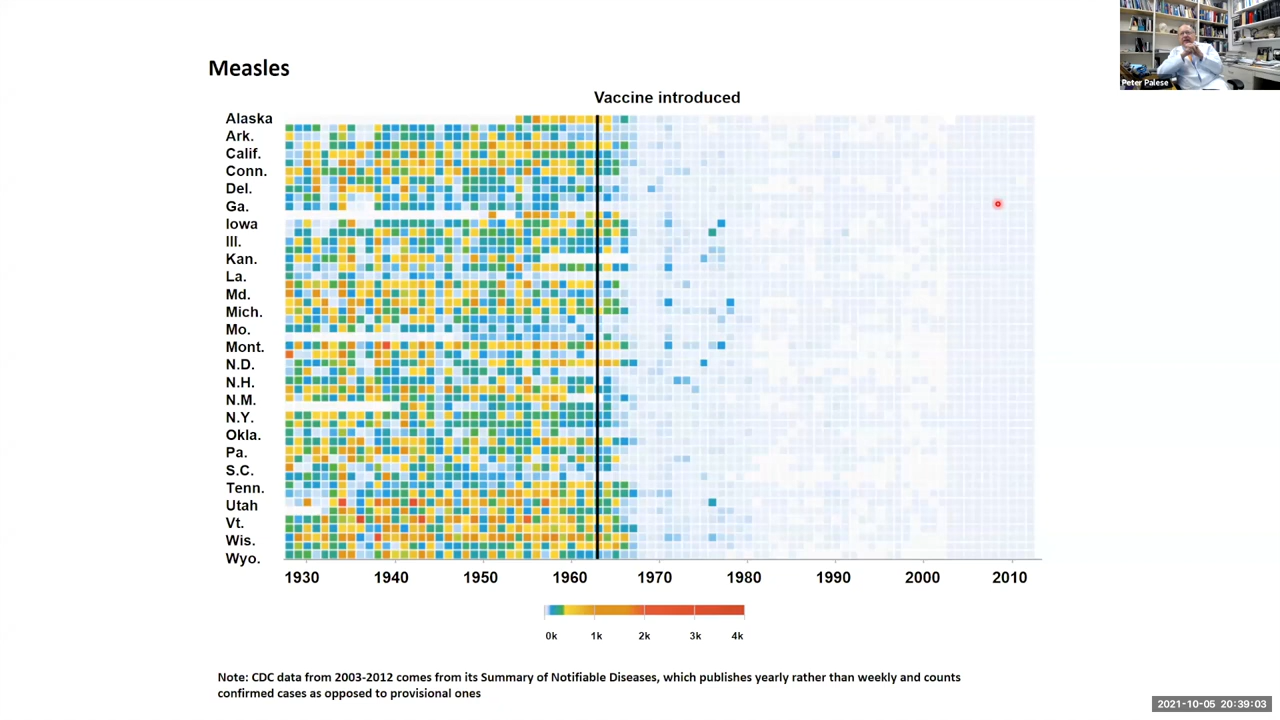 Peter Palese
Measles
Vaccine introduced
Alaska
Ark.
Calif.
Conn.
Del.
Ga.
Iowa
Ill.
Kan.
La.
Md.
Mich.
Mo.
Mont.
N.D.
N.H.
N.M.
N.Y.
Okla.
Pa.
S.C.
Tenn.
Utah
Vt.
Wis.
Wyo.
1930 1940 1950 1960 1970 1980 1990 2000 2010
0k 1k 2k 3k 4k
Note: CDC data from 2003-2012 comes from its Summary of Notifiable Diseases, which publishes yearly rather than weekly and counts
confirmed cases as opposed to provisional ones
2021-10-05 20:39:03